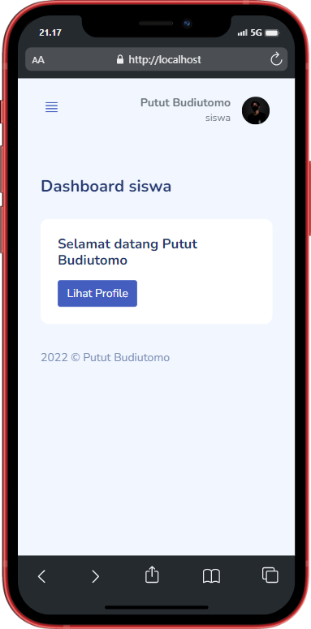 21.17
5G
AA
http://localhost
Putut Budiutomo
siswa
Dashboard siswa
Selamat datang Putut
Budiutomo
Lihat Profile
2022 © Putut Budiutomo